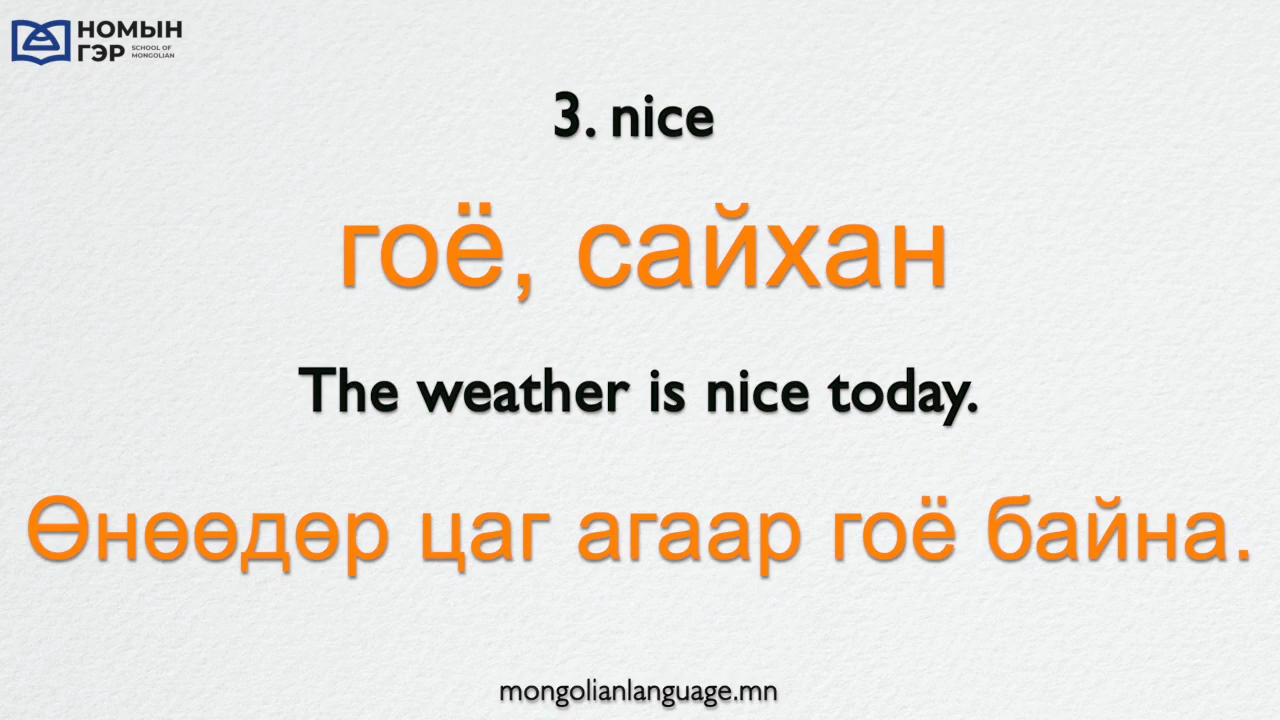 НОМЫН
ГЭР SCHOOL OF
MONGOLIAN
3. nice
гоё, сайхан
The weather is nice today.
Өнөөдөр цаг агаар гоё байна.
mongolianlanguage.mn